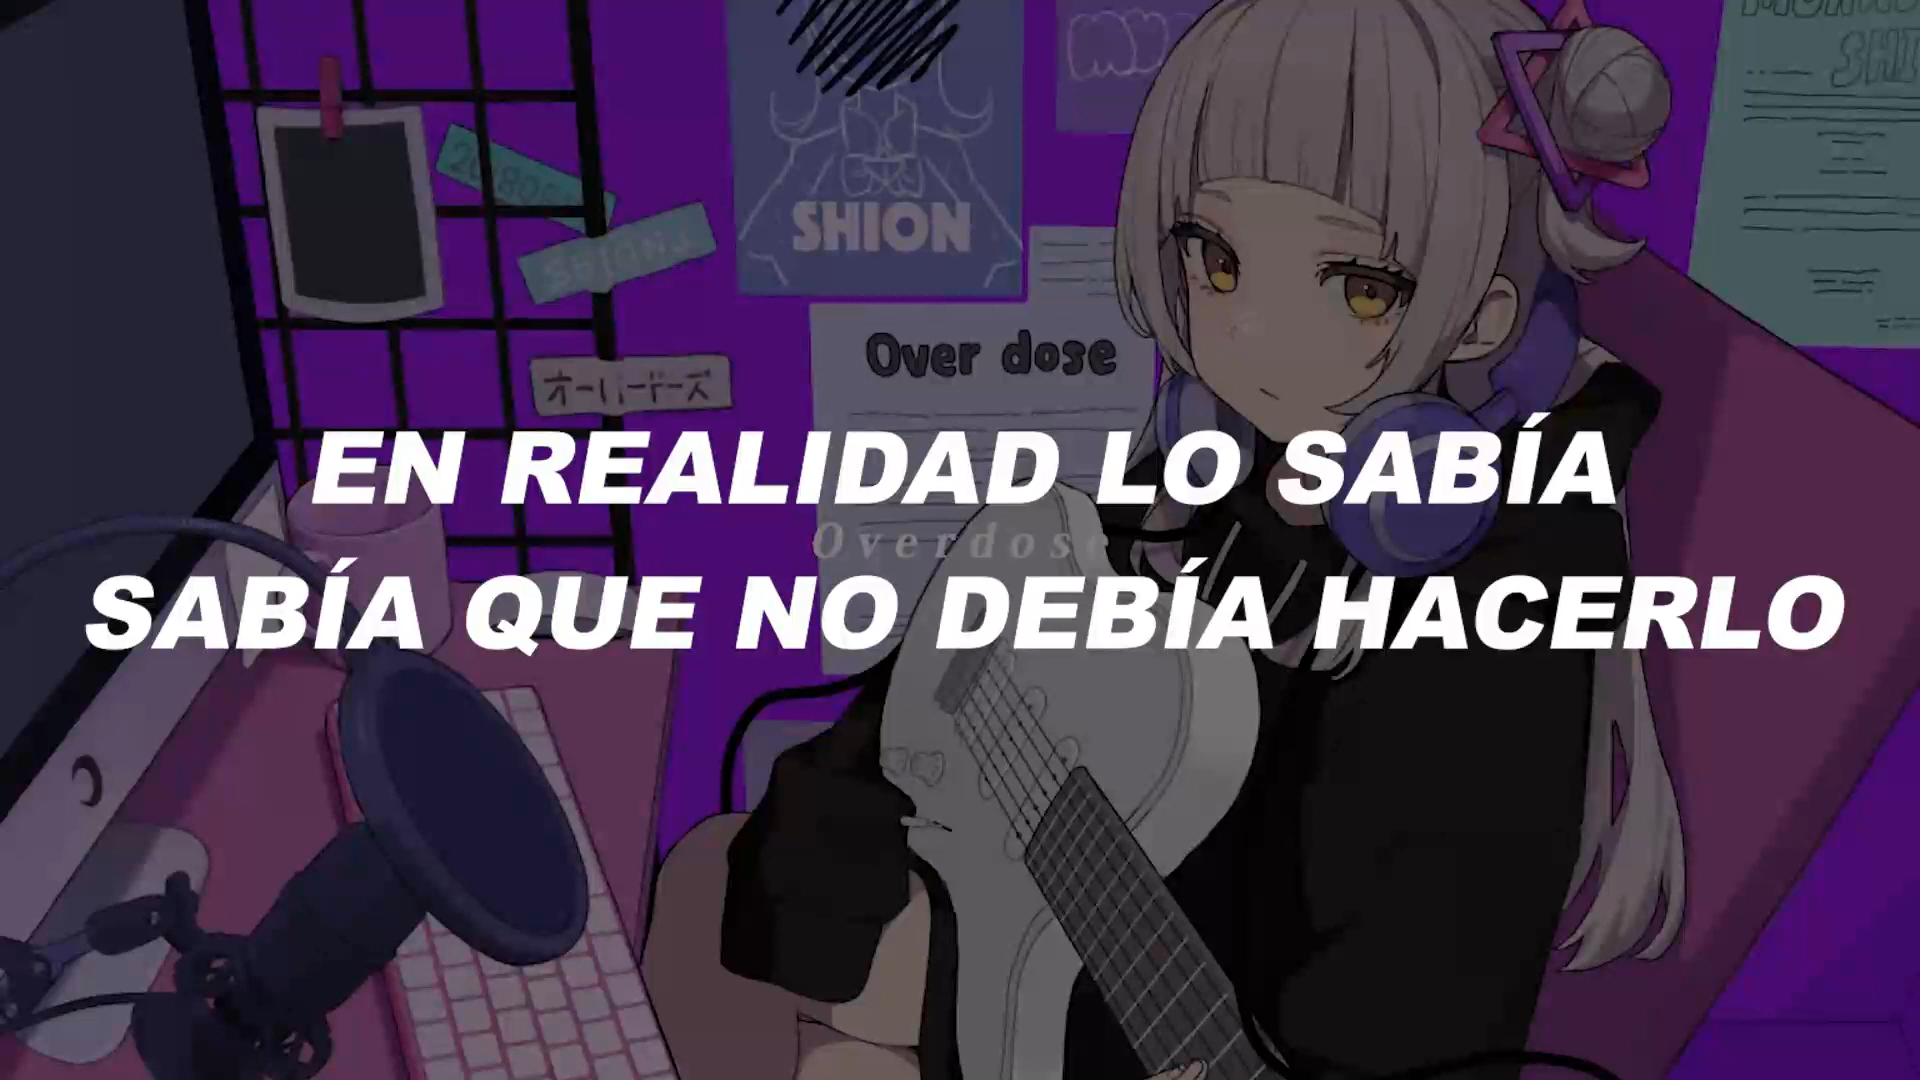 SHION
Over dose
オーバードーズ
EN REALIDAD LO SABÍA
Overdose
SABÍA QUE NO DEBÍA HACERLO